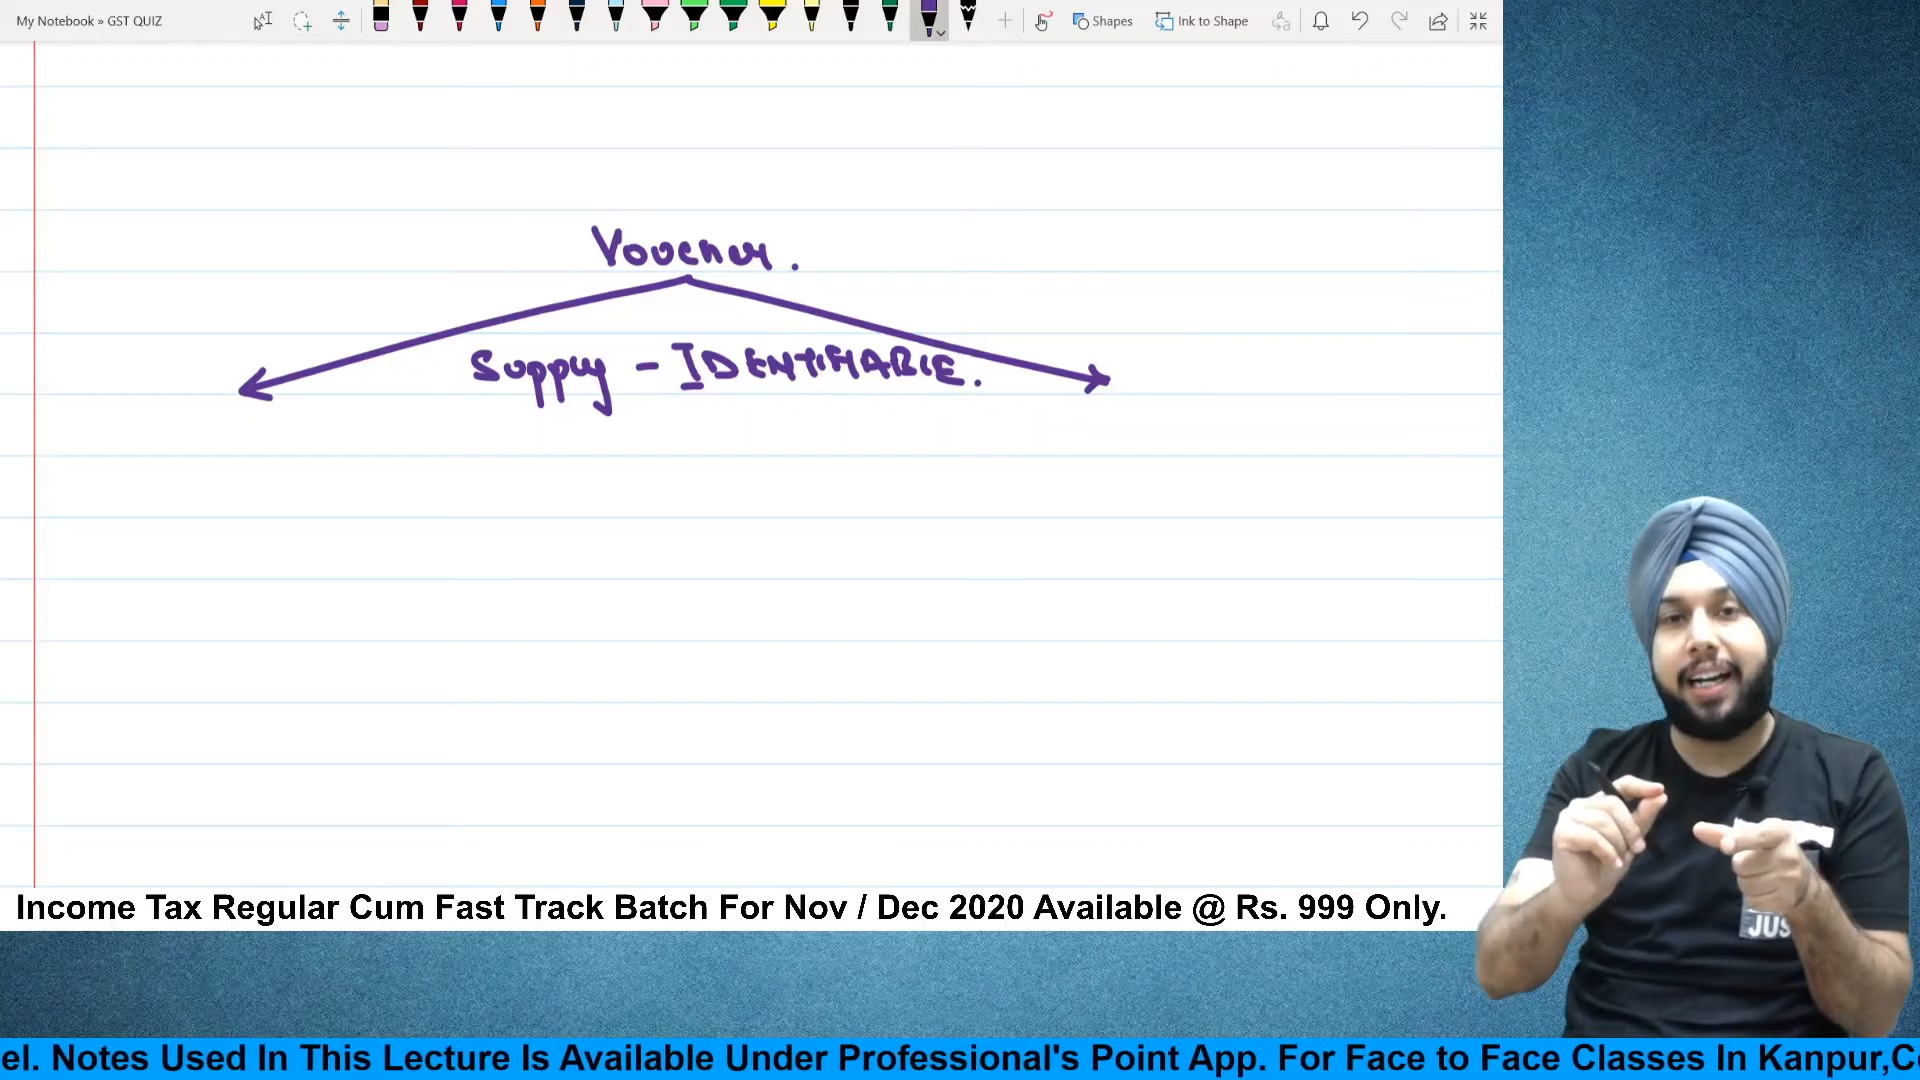 My Notebook » GST QUIZ
Shapes
Ink to Shape
Voucher.
Supply - IDENTIFIABLE.
JUS
Income Tax Regular Cum Fast Track Batch For Nov / Dec 2020 Available @ Rs. 999 Only.
el. Notes Used In This Lecture Is Available Under Professional's Point App. For Face to Face Classes In Kanpur,C